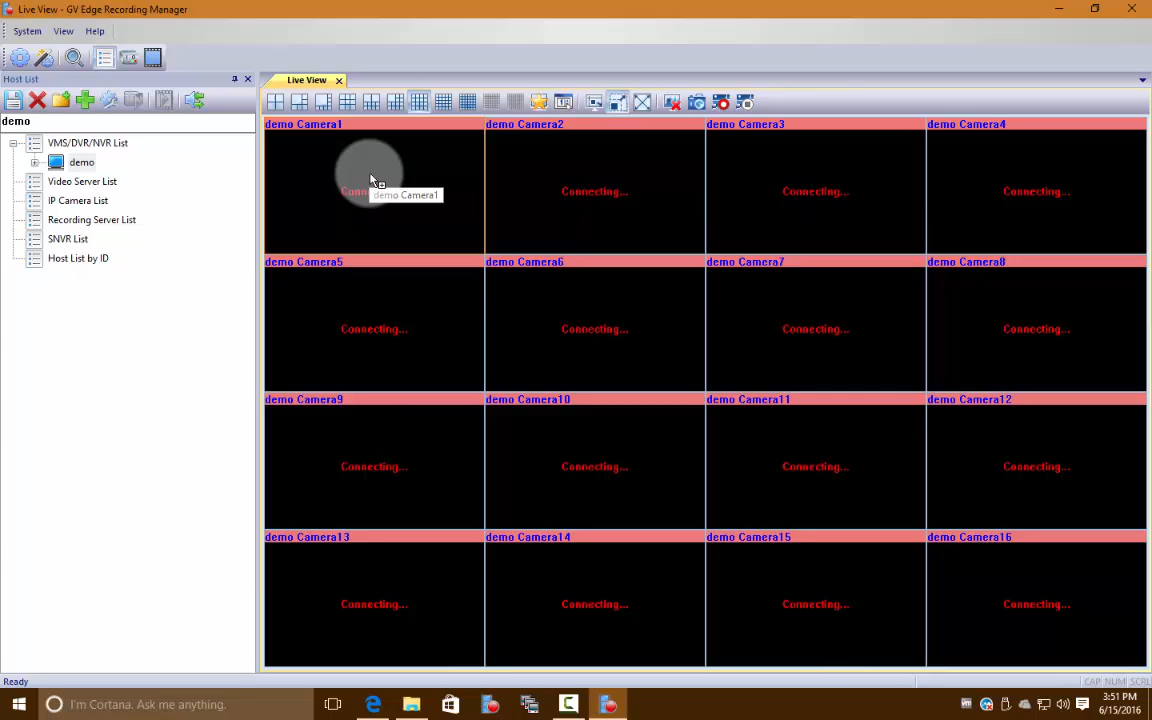 Live View - GV Edge Recording Manager
System View Help
Host List
Live View
demo
VMS/DVR/NVR List
demo
Video Server List
IP Camera List
Recording Server List
SNVR List
Host List by ID
demo Camera1 demo Camera2 demo Camera3 demo Camera4
Connecting... Connecting... Connecting...
demo Camera1
demo Camera5 demo Camera6 demo Camera7 demo Camera8
Connecting... Connecting... Connecting... Connecting...
demo Camera9 demo Camera10 demo Camera11 demo Camera12
Connecting... Connecting... Connecting... Connecting...
demo Camera13 demo Camera14 demo Camera15 demo Camera16
Connecting... Connecting... Connecting... Connecting...
Ready
CAP NUM SCRL
I'm Cortana. Ask me anything.
3:51 PM
6/15/2016